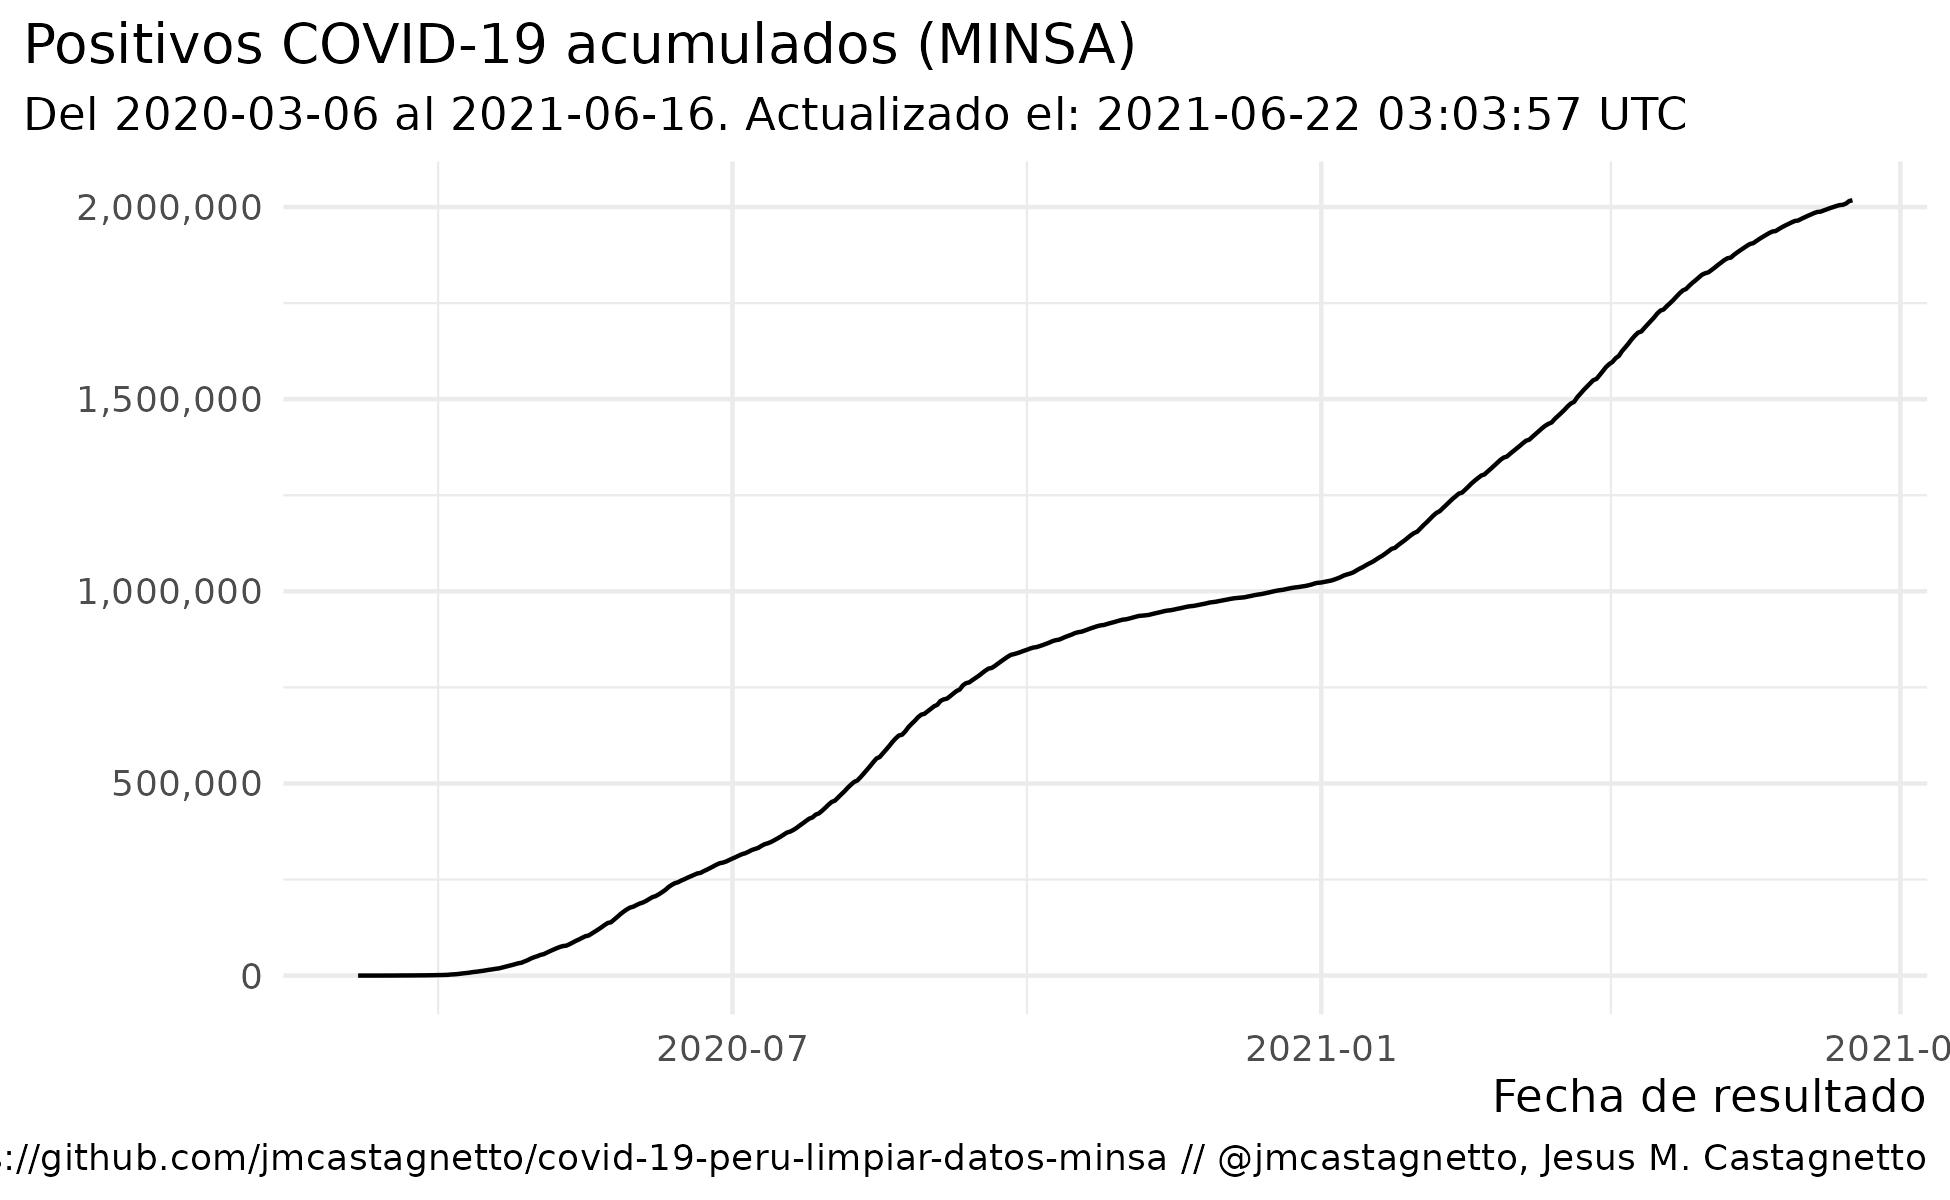 Positivos COVID-19 acumulados (MINSA)
Del 2020-03-06 al 2021-06-16. Actualizado el: 2021-06-22 03:03:57 UTC
2,000,000
1,500,000
1,000,000
500,000
0
2020-07 2021-01 2021-0
Fecha de resultado
://github.com/jmcastagnetto/covid-19-peru-limpiar-datos-minsa // @jmcastagnetto, Jesus M. Castagnetto